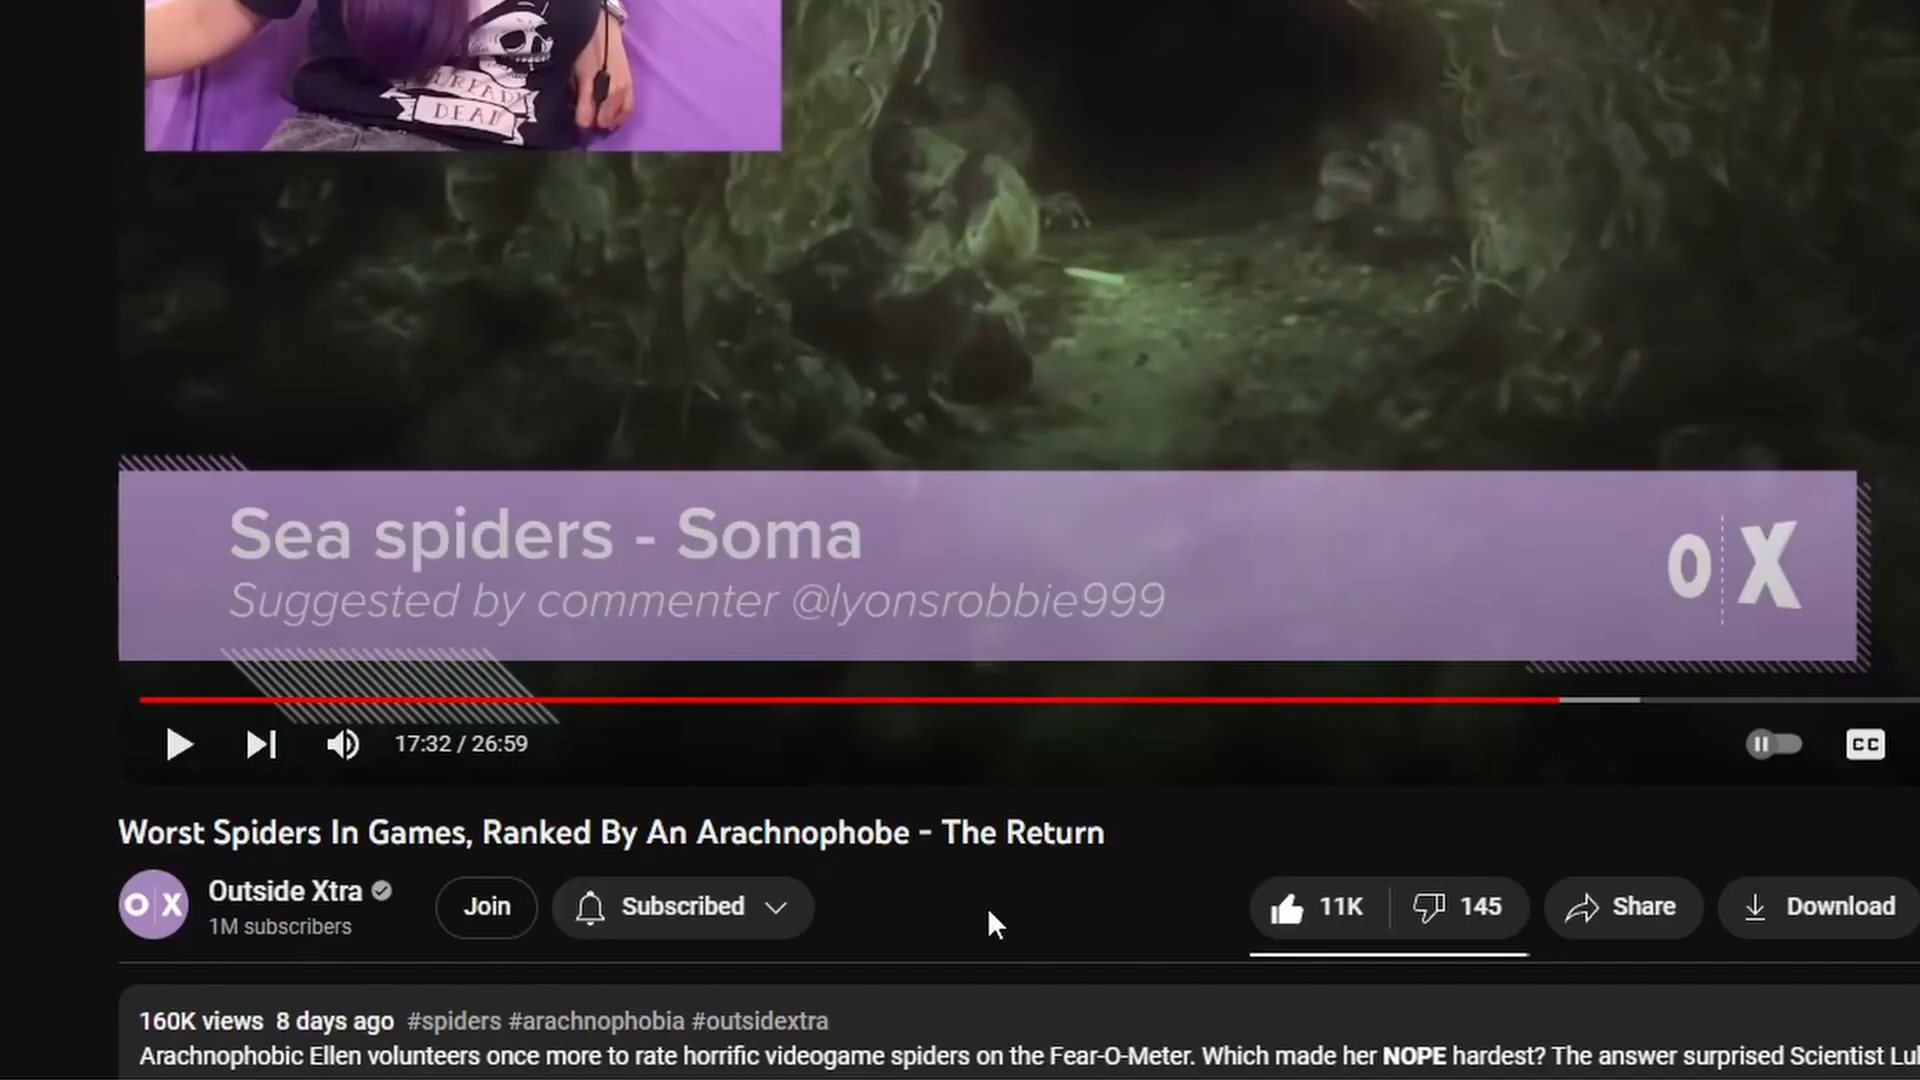 ALREADY
DEAD
Sea spiders - Soma
Suggested by commenter @lyonsrobbie999
O X
17:32 / 26:59
CC
Worst Spiders In Games, Ranked By An Arachnophobe - The Return
O X
Outside Xtra
1M subscribers
Join
Subscribed
11K
145
Share
Download
160K views 8 days ago #spiders #arachnophobia #outsidextra
Arachnophobic Ellen volunteers once more to rate horrific videogame spiders on the Fear-O-Meter. Which made her NOPE hardest? The answer surprised Scientist